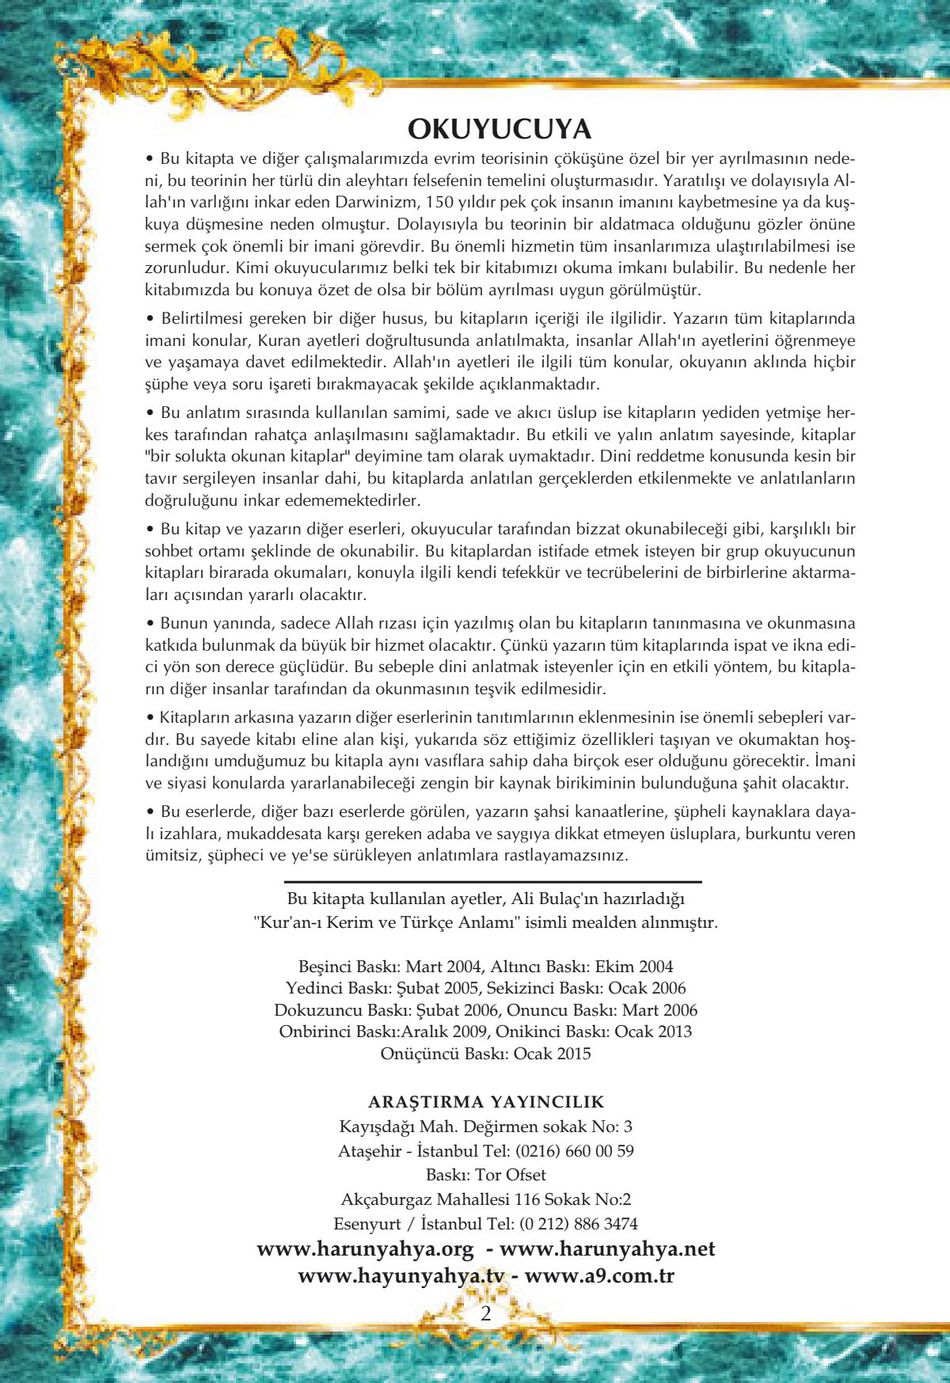 OKUYUCUYA
• Bu kitapta ve diğer çalışmalarımızda evrim teorisinin çöküşüne özel bir yer ayrılmasının nede-
ni, bu teorinin her türlü din aleyhtarı felsefenin temelini oluşturmasıdır. Yaratılışı ve dolayısıyla Al-
lah'ın varlığını inkar eden Darwinizm, 150 yıldır pek çok insanın imanını kaybetmesine ya da kuş-
kuya düşmesine neden olmuştur. Dolayısıyla bu teorinin bir aldatmaca olduğunu gözler önüne
sermek çok önemli bir imani görevdir. Bu önemli hizmetin tüm insanlarımıza ulaştırılabilmesi ise
zorunludur. Kimi okuyucularımız belki tek bir kitabımızı okuma imkanı bulabilir. Bu nedenle her
kitabımızda bu konuya özet de olsa bir bölüm ayrılması uygun görülmüştür.
• Belirtilmesi gereken bir diğer husus, bu kitapların içeriği ile ilgilidir. Yazarın tüm kitaplarında
imani konular, Kuran ayetleri doğrultusunda anlatılmakta, insanlar Allah'ın ayetlerini öğrenmeye
ve yaşamaya davet edilmektedir. Allah'ın ayetleri ile ilgili tüm konular, okuyanın aklında hiçbir
şüphe veya soru işareti bırakmayacak şekilde açıklanmaktadır.
• Bu anlatım sırasında kullanılan samimi, sade ve akıcı üslup ise kitapların yediden yetmişe her-
kes tarafından rahatça anlaşılmasını sağlamaktadır. Bu etkili ve yalın anlatım sayesinde, kitaplar
"bir solukta okunan kitaplar" deyimine tam olarak uymaktadır. Dini reddetme konusunda kesin bir
tavır sergileyen insanlar dahi, bu kitaplarda anlatılan gerçeklerden etkilenmekte ve anlatılanların
doğruluğunu inkar edememektedirler.
• Bu kitap ve yazarın diğer eserleri, okuyucular tarafından bizzat okunabileceği gibi, karşılıklı bir
sohbet ortamı şeklinde de okunabilir. Bu kitaplardan istifade etmek isteyen bir grup okuyucunun
kitapları birarada okumaları, konuyla ilgili kendi tefekkür ve tecrübelerini de birbirlerine aktarma-
ları açısından yararlı olacaktır.
• Bunun yanında, sadece Allah rızası için yazılmış olan bu kitapların tanınmasına ve okunmasına
katkıda bulunmak da büyük bir hizmet olacaktır. Çünkü yazarın tüm kitaplarında ispat ve ikna edi-
ci yön son derece güçlüdür. Bu sebeple dini anlatmak isteyenler için en etkili yöntem, bu kitapla-
rın diğer insanlar tarafından da okunmasının teşvik edilmesidir.
• Kitapların arkasına yazarın diğer eserlerinin tanıtımlarının eklenmesinin ise önemli sebepleri var-
dır. Bu sayede kitabı eline alan kişi, yukarıda söz ettiğimiz özellikleri taşıyan ve okumaktan hoş-
landığını umduğumuz bu kitapla aynı vasıflara sahip daha birçok eser olduğunu görecektir. İmani
ve siyasi konularda yararlanabileceği zengin bir kaynak birikiminin bulunduğuna şahit olacaktır.
• Bu eserlerde, diğer bazı eserlerde görülen, yazarın şahsi kanaatlerine, şüpheli kaynaklara daya-
lı izahlara, mukaddesata karşı gereken adaba ve saygıya dikkat etmeyen üsluplara, burkuntu veren
ümitsiz, şüpheci ve ye'se sürükleyen anlatımlara rastlayamazsınız.
Bu kitapta kullanılan ayetler, Ali Bulaç'ın hazırladığı
"Kur'an-ı Kerim ve Türkçe Anlamı" isimli mealden alınmıştır.
Beşinci Baskı: Mart 2004, Altıncı Baskı: Ekim 2004
Yedinci Baskı: Şubat 2005, Sekizinci Baskı: Ocak 2006
Dokuzuncu Baskı: Şubat 2006, Onuncu Baskı: Mart 2006
Onbirinci Baskı:Aralık 2009, Onikinci Baskı: Ocak 2013
Onüçüncü Baskı: Ocak 2015
ARAŞTIRMA YAYINCILIK
Kayışdağı Mah. Değirmen sokak No: 3
Ataşehir - İstanbul Tel: (0216) 660 00 59
Baskı: Tor Ofset
Akçaburgaz Mahallesi 116 Sokak No:2
Esenyurt / İstanbul Tel: (0 212) 886 3474
www.harunyahya.org - www.harunyahya.net
www.hayunyahya.tv - www.a9.com.tr
2